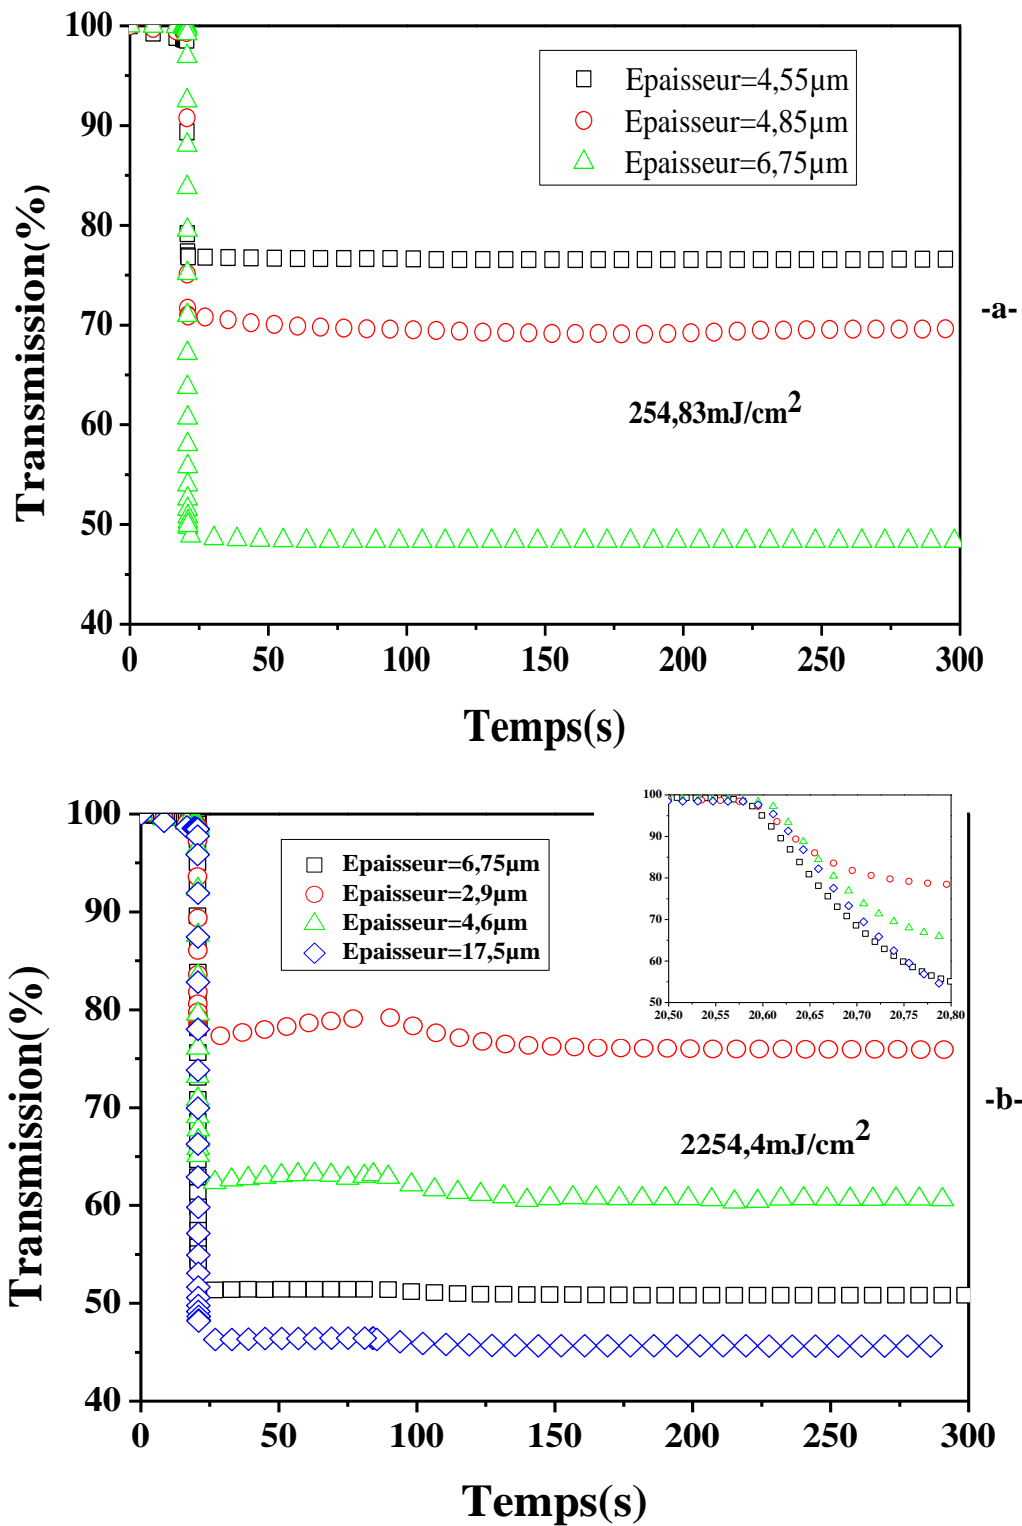 100
90
80
70
60
50
40
Transmission(%)
Epaisseur=4,55µm
Epaisseur=4,85µm
Epaisseur=6,75µm
254,83mJ/cm²
-a-
0 50 100 150 200 250 300
Temps(s)
100
90
80
70
60
50
40
Transmission(%)
Epaisseur=6,75µm
Epaisseur=2,9µm
Epaisseur=4,6µm
Epaisseur=17,5µm
100
90
80
70
60
50
20,50 20,55 20,60 20,65 20,70 20,75 20,80
2254,4mJ/cm²
-b-
0 50 100 150 200 250 300
Temps(s)